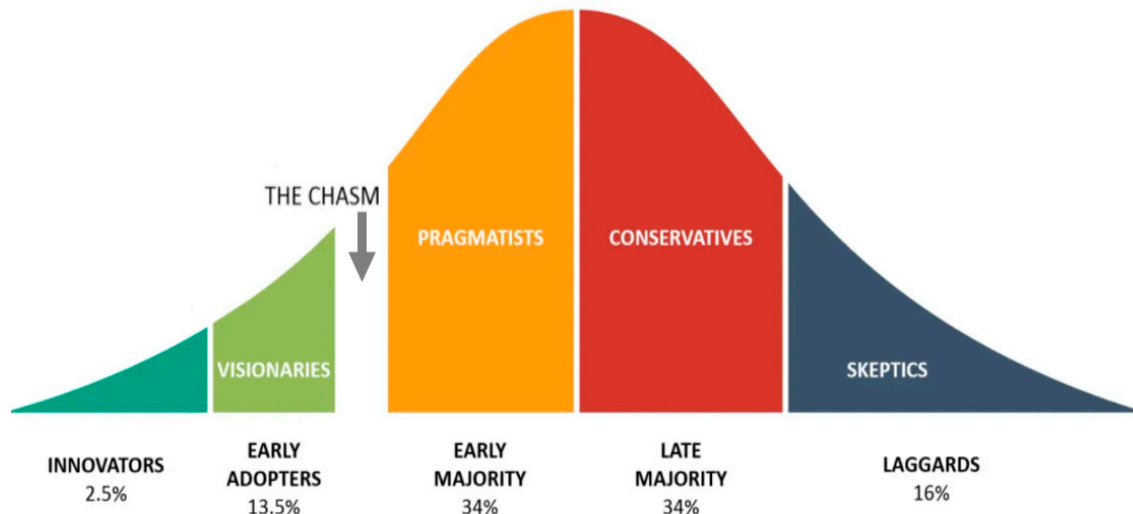 THE CHASM
PRAGMATISTS
CONSERVATIVES
VISIONARIES
SKEPTICS
INNOVATORS
2.5%
EARLY
ADOPTERS
13.5%
EARLY
MAJORITY
34%
LATE
MAJORITY
34%
LAGGARDS
16%